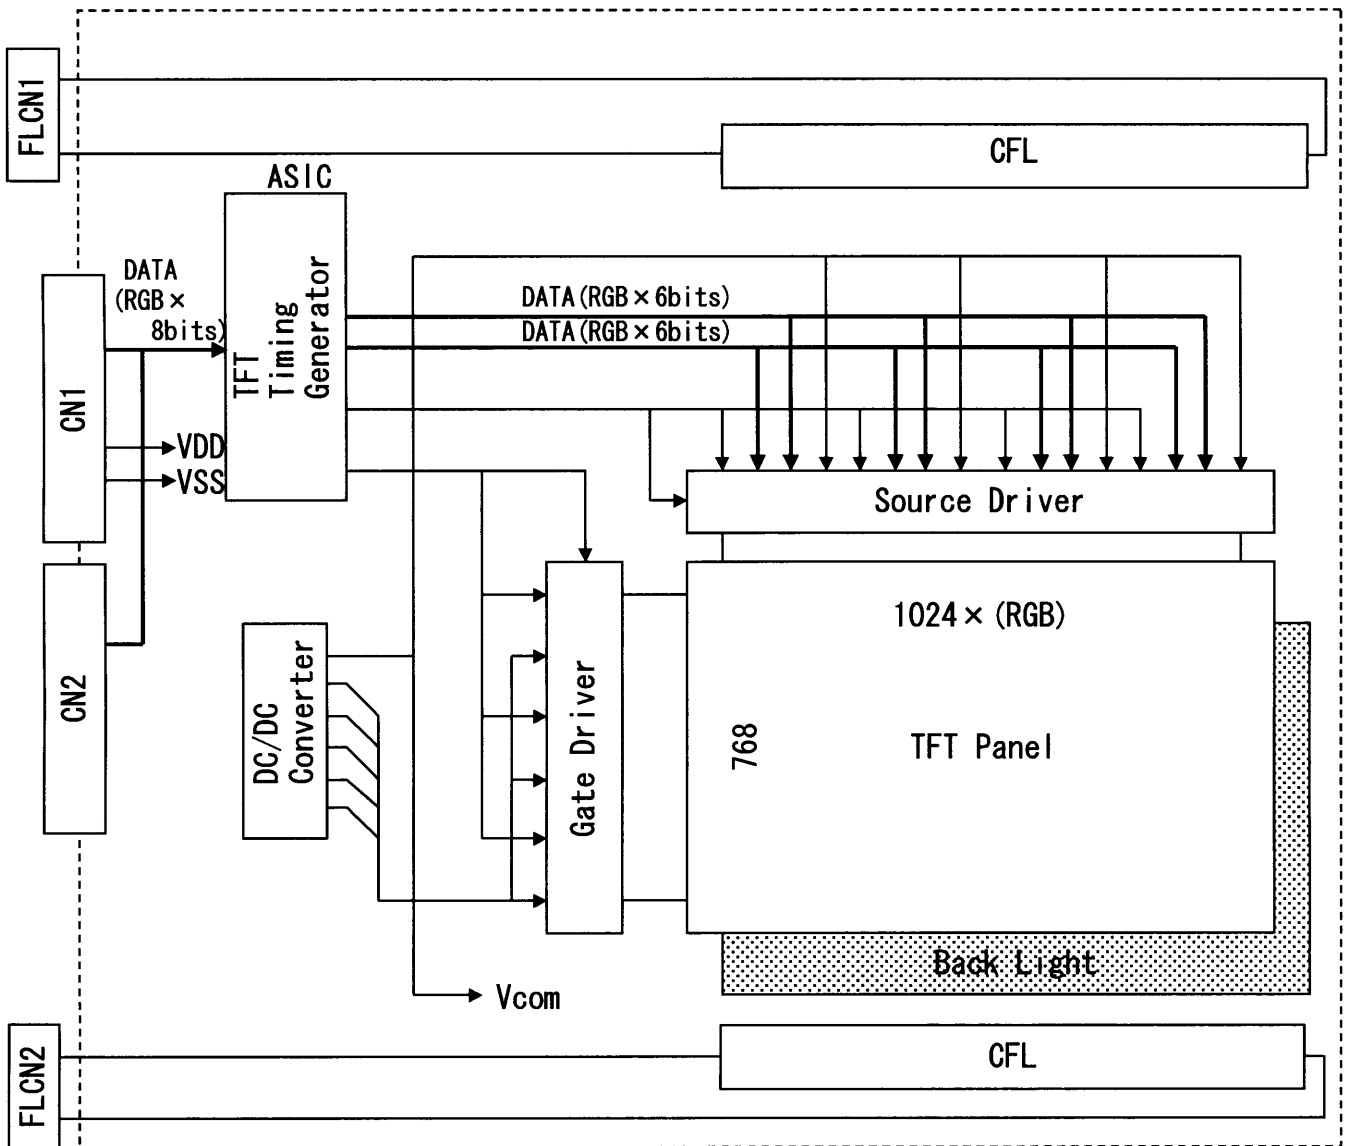 FLCN1
CFL
ASIC
DATA
(RGB×
8bits)
TFT
Timing
Generator
DATA(RGB×6bits)
DATA(RGB×6bits)
CN1
VDD
VSS
Source Driver
1024×(RGB)
CN2
DC/DC
Converter
Gate Driver
768
TFT Panel
Back Light
Vcom
FLCN2
CFL